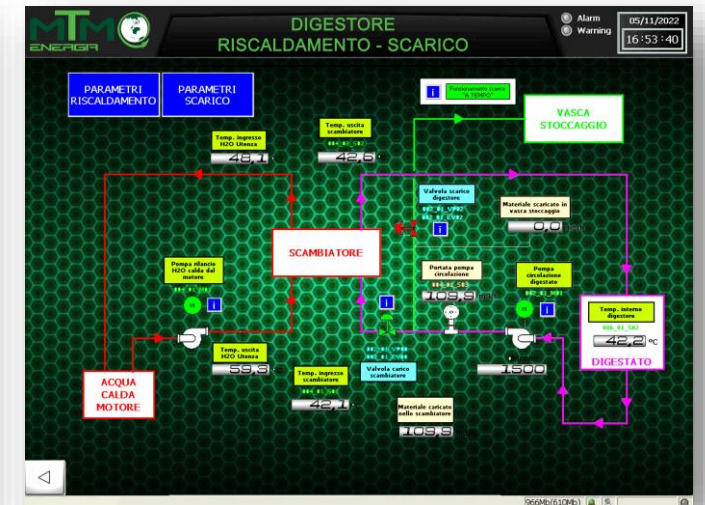 MTM
ENERGIA
DIGESTORE
RISCALDAMENTO - SCARICO
Alarm
Warning
05/11/2022
16:53:40
PARAMETRI
RISCALDAMENTO
PARAMETRI
SCARICO
i
Funzionamento scarico
"A TEMPO"
VASCA
STOCCAGGIO
Temp. ingresso
H2O Utenza
48,1
Temp. uscita
scambiatore
42,6
Valvola scarico
digestore
i
Materiale scaricato in
vasca stoccaggio
0,0
SCAMBIATORE
Pompa rilancio
H2O calda dal
motore
i
Portata pompa
circolazione
109,9
Pompa
circolazione
digestato
i
Temp. interno
digestore
42,2 °C
DIGESTATO
i
Temp. uscita
H2O Utenza
59,3
Valvola carico
scambiatore
1500
ACQUA
CALDA
MOTORE
Temp. ingresso
scambiatore
42,1
Materiale caricato
nello scambiatore
109,9
966Mb(610Mb)